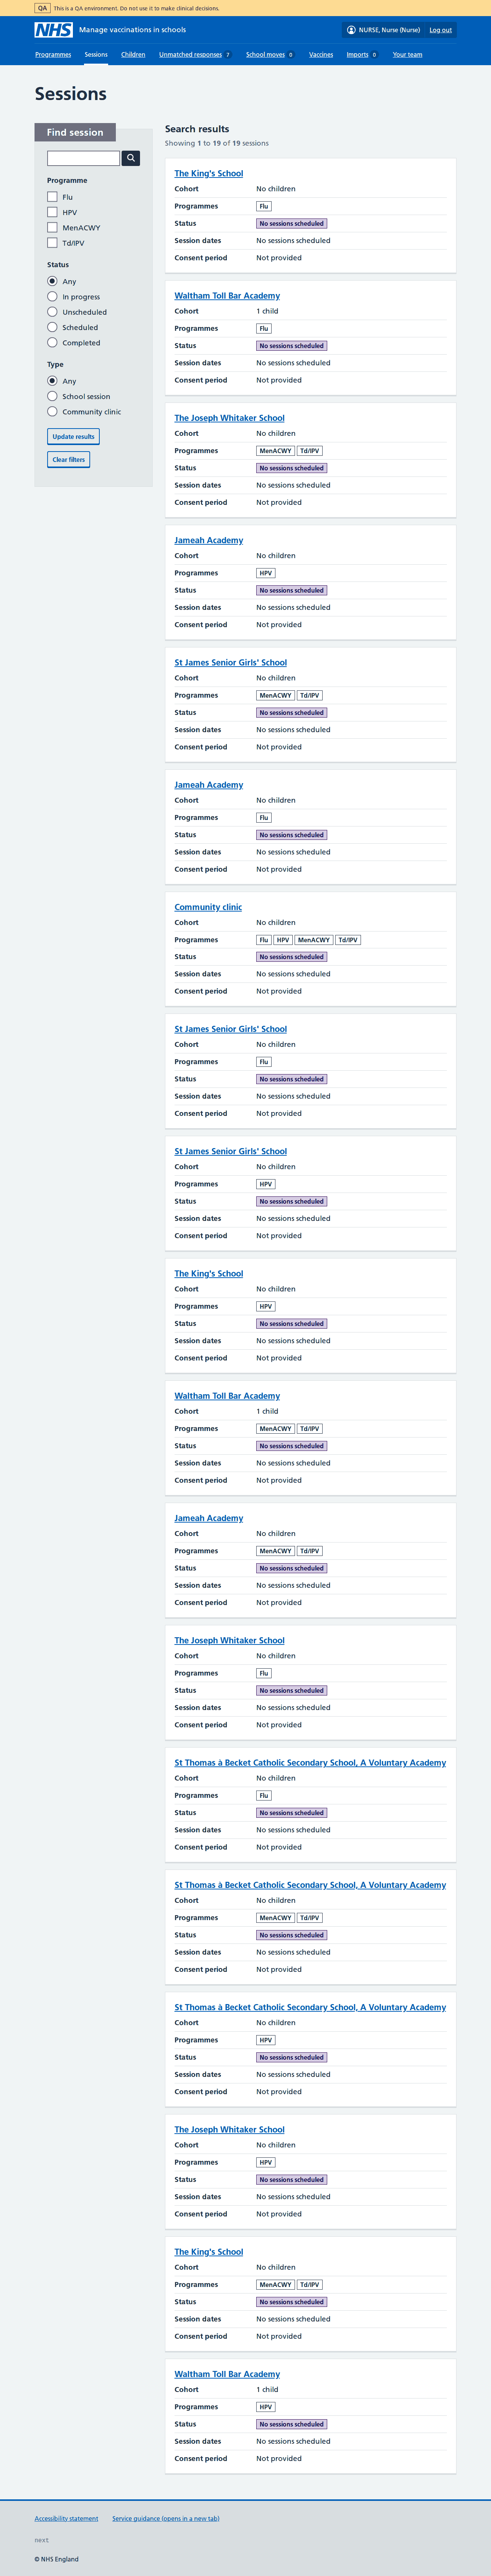 QA This is a QA environment. Do not use it to make clinical decisions.
NHS Manage vaccinations in schools
NURSE, Nurse (Nurse) Log out
Programmes Sessions Children Unmatched responses 7 School moves 0 Vaccines Imports 0 Your team
Sessions
Find session
Programme
Flu
HPV
MenACWY
Td/IPV
Status
Any
In progress
Unscheduled
Scheduled
Completed
Type
Any
School session
Community clinic
Update results
Clear filters
Search results
Showing 1 to 19 of 19 sessions
The King's School
Cohort No children
Programmes Flu
Status No sessions scheduled
Session dates No sessions scheduled
Consent period Not provided
Waltham Toll Bar Academy
Cohort 1 child
Programmes Flu
Status No sessions scheduled
Session dates No sessions scheduled
Consent period Not provided
The Joseph Whitaker School
Cohort No children
Programmes MenACWY Td/IPV
Status No sessions scheduled
Session dates No sessions scheduled
Consent period Not provided
Jameah Academy
Cohort No children
Programmes HPV
Status No sessions scheduled
Session dates No sessions scheduled
Consent period Not provided
St James Senior Girls' School
Cohort No children
Programmes MenACWY Td/IPV
Status No sessions scheduled
Session dates No sessions scheduled
Consent period Not provided
Jameah Academy
Cohort No children
Programmes Flu
Status No sessions scheduled
Session dates No sessions scheduled
Consent period Not provided
Community clinic
Cohort No children
Programmes Flu HPV MenACWY Td/IPV
Status No sessions scheduled
Session dates No sessions scheduled
Consent period Not provided
St James Senior Girls' School
Cohort No children
Programmes Flu
Status No sessions scheduled
Session dates No sessions scheduled
Consent period Not provided
St James Senior Girls' School
Cohort No children
Programmes HPV
Status No sessions scheduled
Session dates No sessions scheduled
Consent period Not provided
The King's School
Cohort No children
Programmes HPV
Status No sessions scheduled
Session dates No sessions scheduled
Consent period Not provided
Waltham Toll Bar Academy
Cohort 1 child
Programmes MenACWY Td/IPV
Status No sessions scheduled
Session dates No sessions scheduled
Consent period Not provided
Jameah Academy
Cohort No children
Programmes MenACWY Td/IPV
Status No sessions scheduled
Session dates No sessions scheduled
Consent period Not provided
The Joseph Whitaker School
Cohort No children
Programmes Flu
Status No sessions scheduled
Session dates No sessions scheduled
Consent period Not provided
St Thomas à Becket Catholic Secondary School, A Voluntary Academy
Cohort No children
Programmes Flu
Status No sessions scheduled
Session dates No sessions scheduled
Consent period Not provided
St Thomas à Becket Catholic Secondary School, A Voluntary Academy
Cohort No children
Programmes MenACWY Td/IPV
Status No sessions scheduled
Session dates No sessions scheduled
Consent period Not provided
St Thomas à Becket Catholic Secondary School, A Voluntary Academy
Cohort No children
Programmes HPV
Status No sessions scheduled
Session dates No sessions scheduled
Consent period Not provided
The Joseph Whitaker School
Cohort No children
Programmes HPV
Status No sessions scheduled
Session dates No sessions scheduled
Consent period Not provided
The King's School
Cohort No children
Programmes MenACWY Td/IPV
Status No sessions scheduled
Session dates No sessions scheduled
Consent period Not provided
Waltham Toll Bar Academy
Cohort 1 child
Programmes HPV
Status No sessions scheduled
Session dates No sessions scheduled
Consent period Not provided
Accessibility statement Service guidance (opens in a new tab)
next
© NHS England